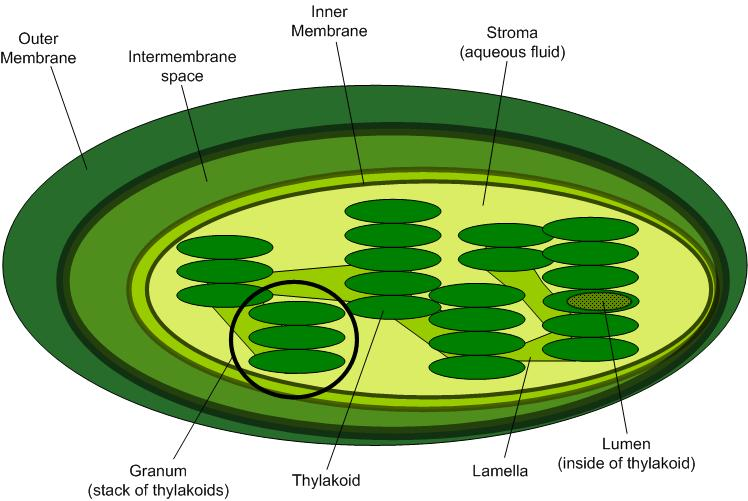 Outer
Membrane
Intermembrane
space
Inner
Membrane
Stroma
(aqueous fluid)
Granum
(stack of thylakoids)
Thylakoid
Lamella
Lumen
(inside of thylakoid)